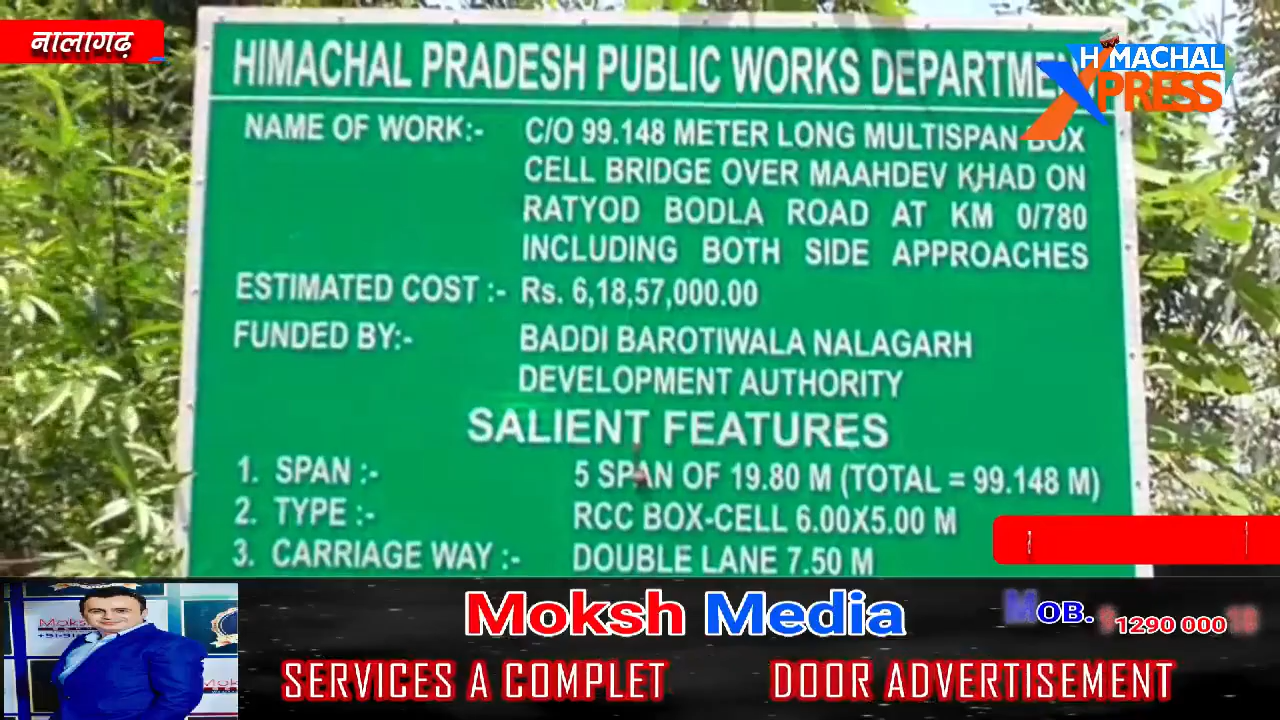 नालागढ़
HIMACHAL PRADESH PUBLIC WORKS DEPARTMEN
HIMACHAL
XPRESS
NAME OF WORK:- C/O 99.148 METER LONG MULTISPAN BOX
CELL BRIDGE OVER MAAHDEV KHAD ON
RATYOD BODLA ROAD AT KM 0/780
INCLUDING BOTH SIDE APPROACHES
ESTIMATED COST :- Rs. 6,18,57,000.00
FUNDED BY:- BADDI BAROTIWALA NALAGARH
DEVELOPMENT AUTHORITY
SALIENT FEATURES
1. SPAN :- 5 SPAN OF 19.80 M (TOTAL = 99.148 M)
2. TYPE :- RCC BOX-CELL 6.00X5.00 M
3. CARRIAGE WAY :- DOUBLE LANE 7.50 M
Moksh Media
MOB. 1290 000
SERVICES A COMPLET DOOR ADVERTISEMENT